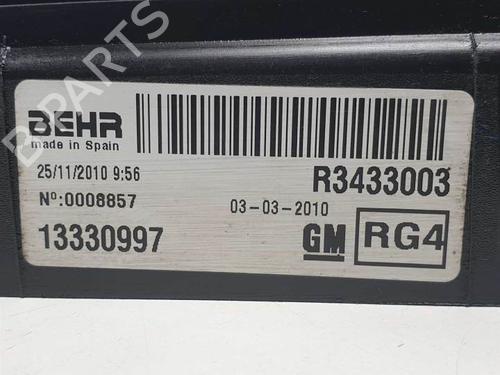 BEHR
made in Spain
25/11/2010 9:56
R3433003
Nº:0008857
03-03-2010
13330997
GM
RG4
B-PARTS